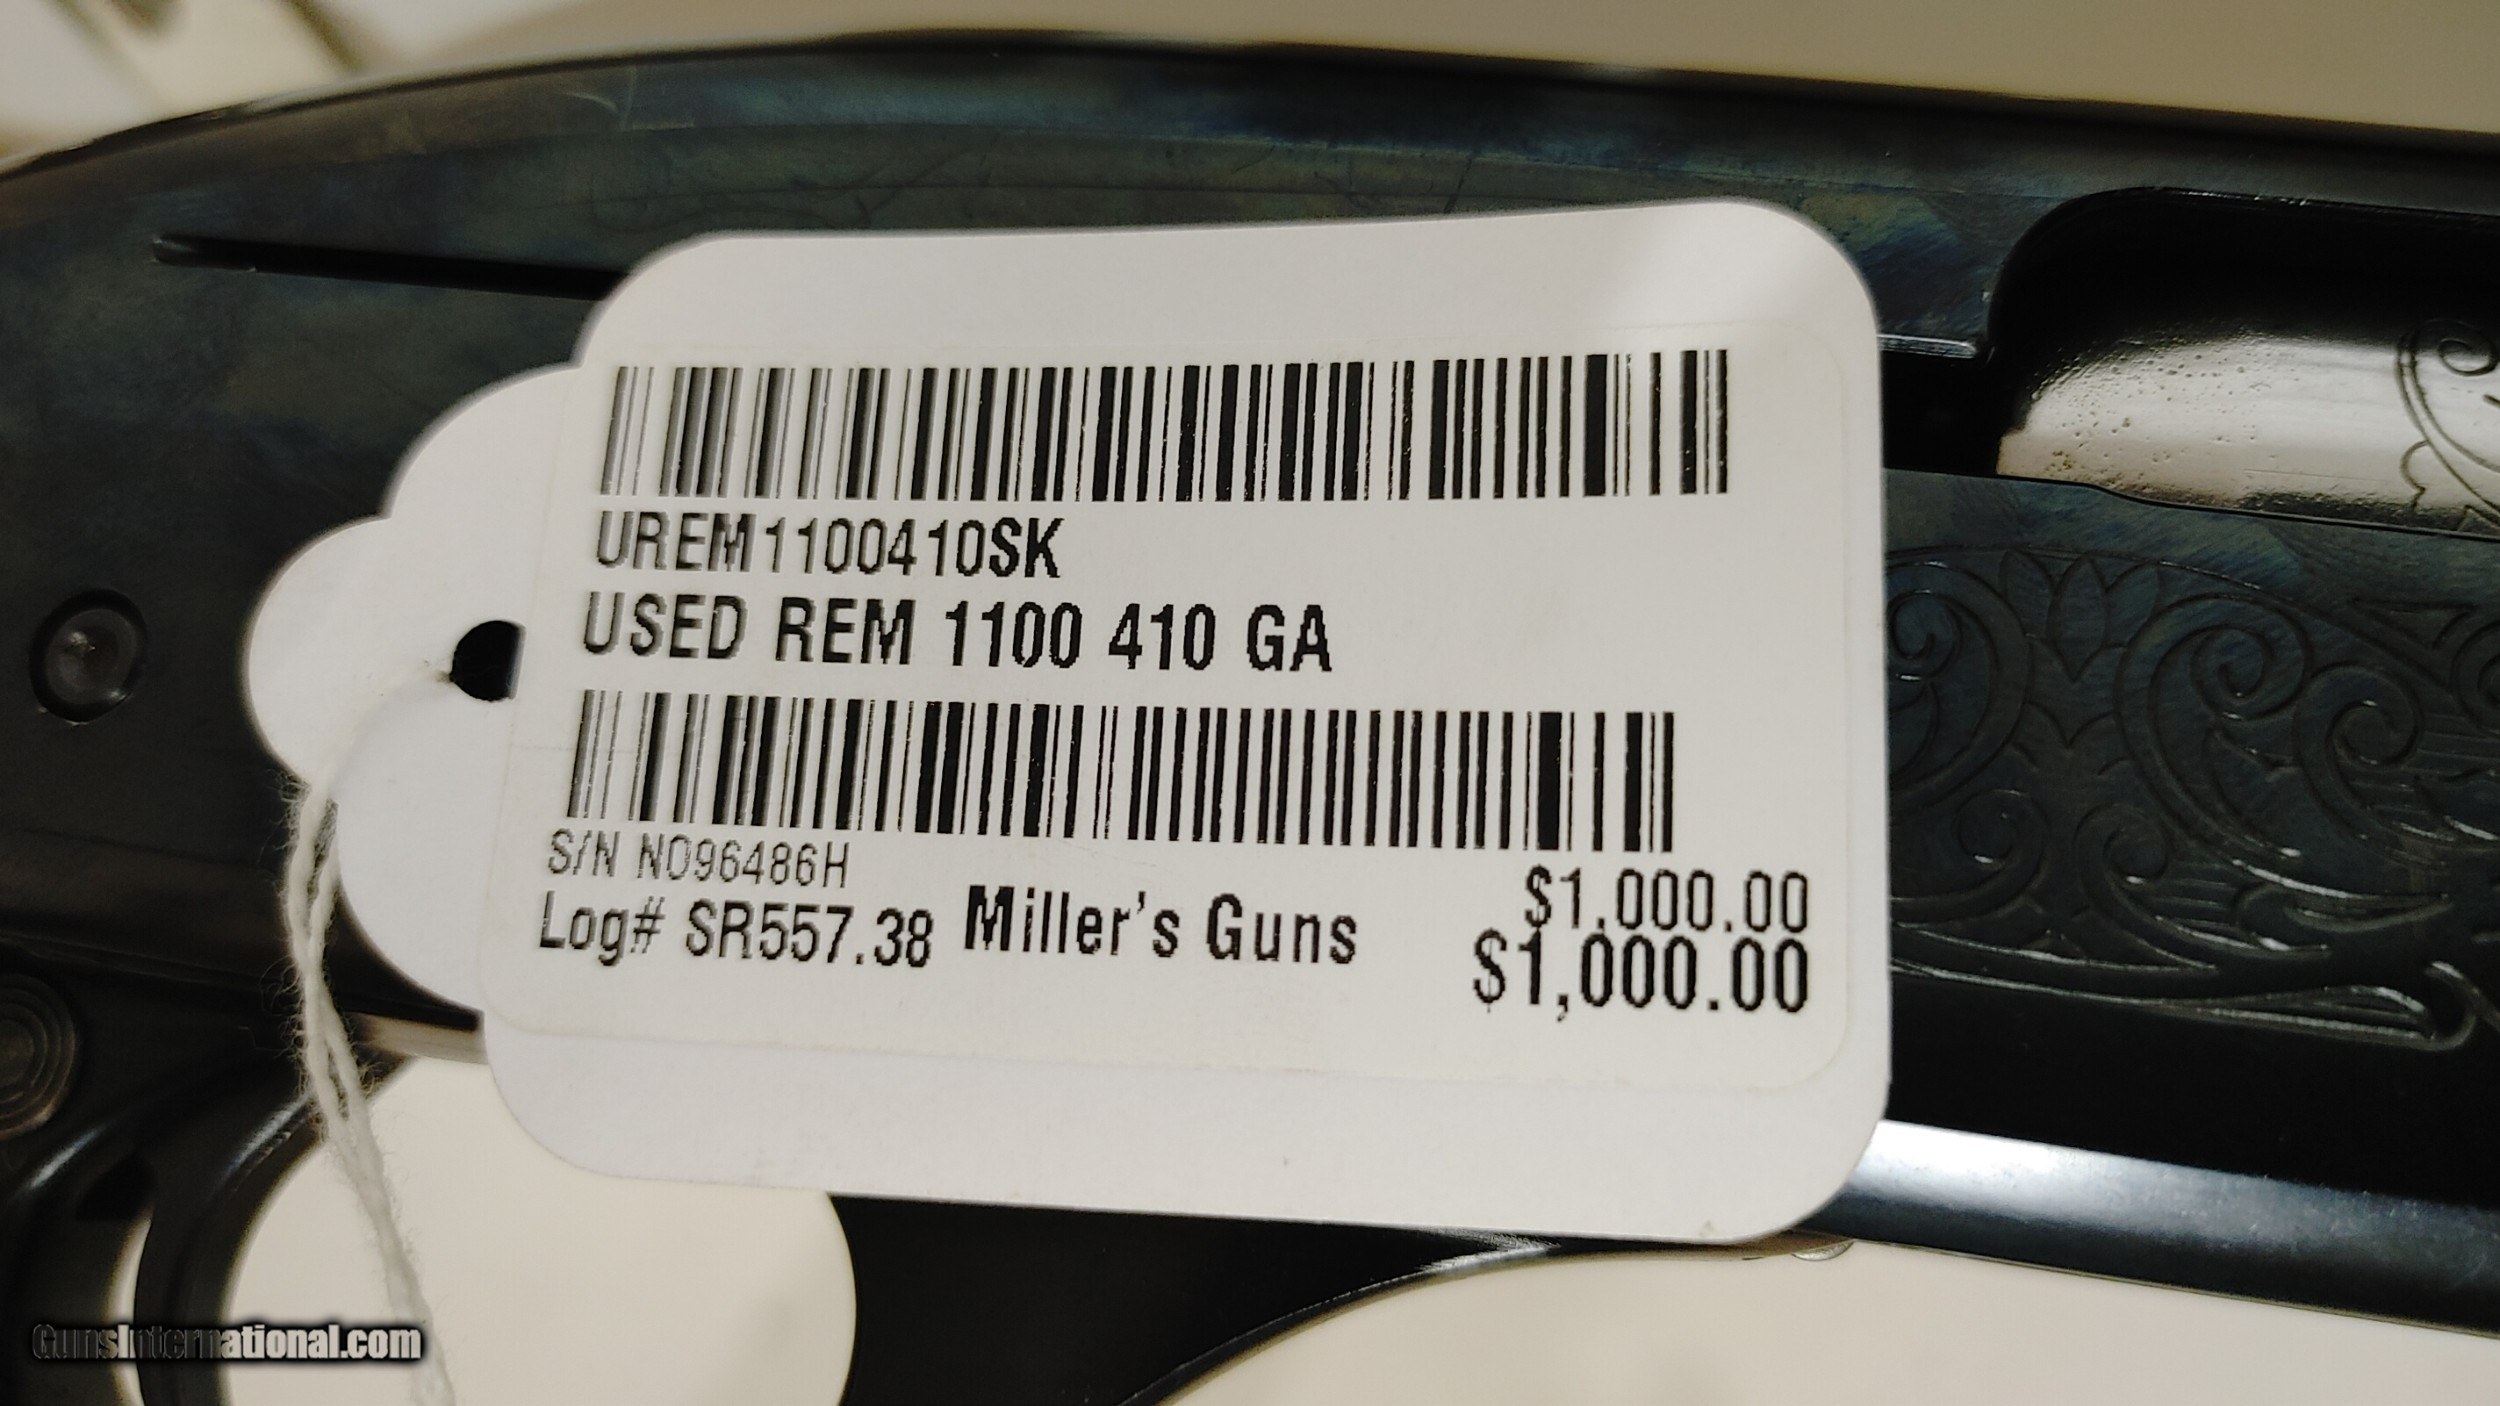 UREM1100410SK
USED REM 1100 410 GA
S/N N096486H
$1,000.00
Log# SR557.38 Miller's Guns
$1,000.00
GunsInternational.com